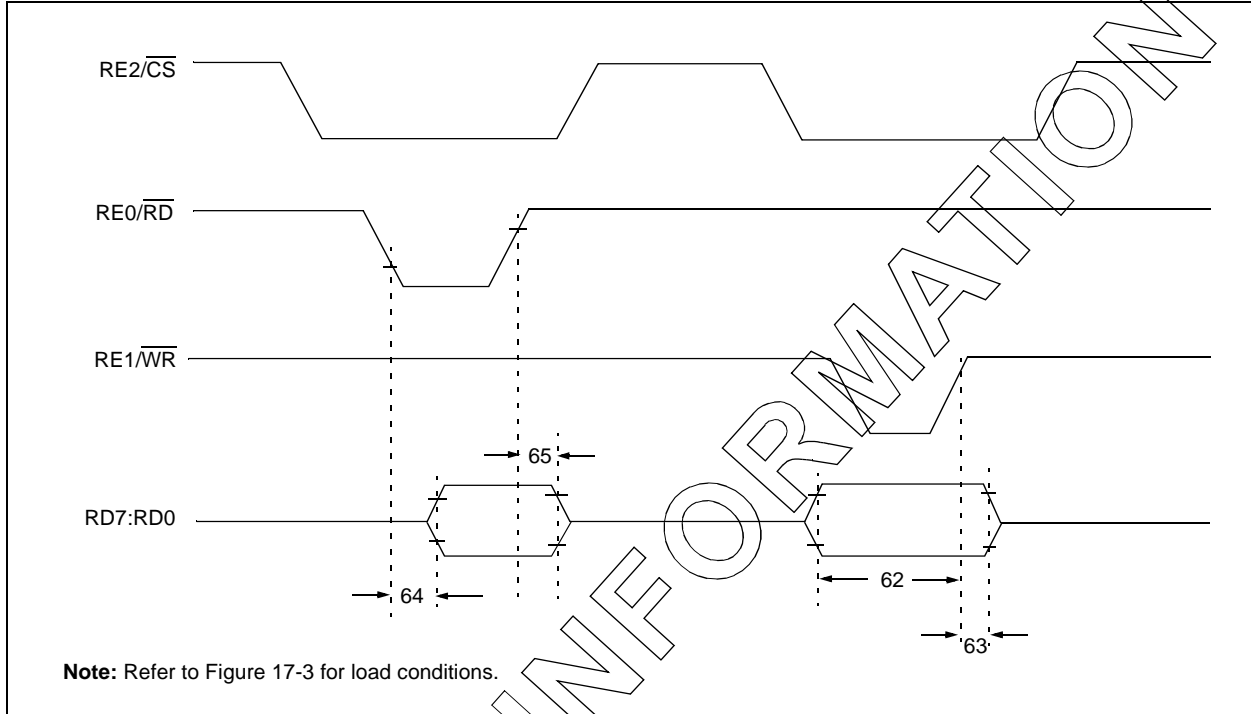 RE2/CS
RE0/RD
RE1/WR
65
RD7:RD0
62
64
63
Note: Refer to Figure 17-3 for load conditions.
INFORMATION